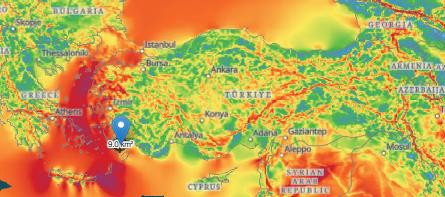 BULGARIA
Skopje
GEORGIA
Istanbul
Thessaloniki
Bursa
Ankara
ARMENIA
TÜRKIYE
AZERBAIJA
GREECE
Izmir
Athens
Konya
9.0 km²
Antalya
Adana
Gaziantep
Aleppo
Mosul
SYRIAN
ARAB
REPUBLIC
CYPRUS